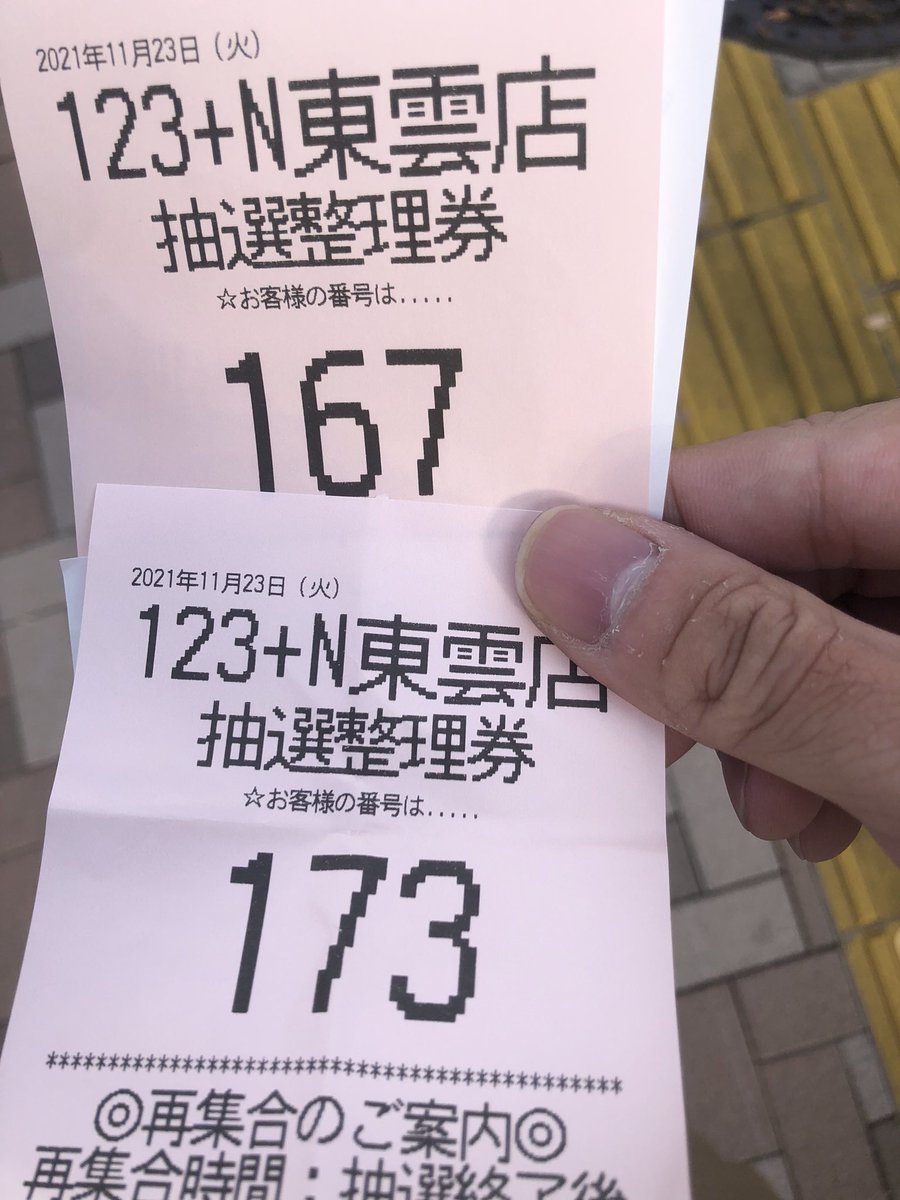 2021年11月23日（火）
123+N東雲店
抽選整理券
☆お客様の番号は.....
167
2021年11月23日（火）
123+N東雲店
抽選整理券
☆お客様の番号は.....
173
**********************************************
◎再集合のご案内◎
再集合時間：抽選終了後